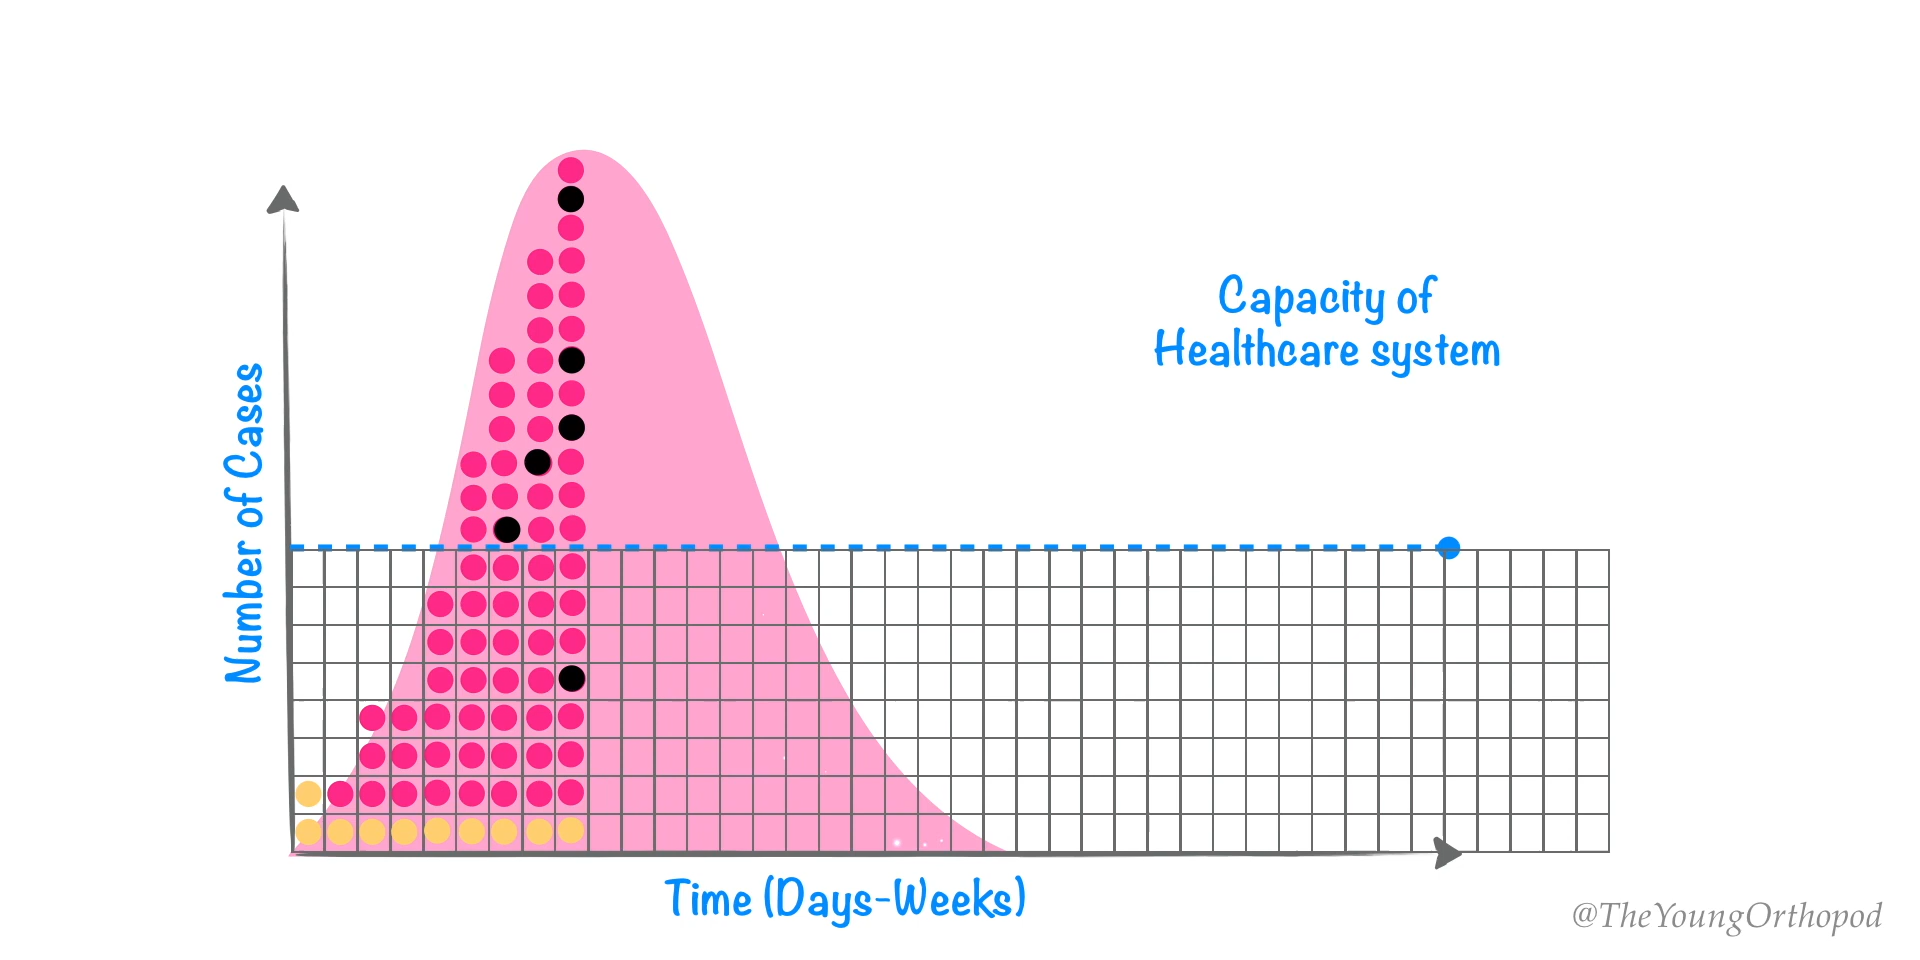 Capacity of
Healthcare system
Number of Cases
Time (Days-Weeks)
@TheYoungOrthopod